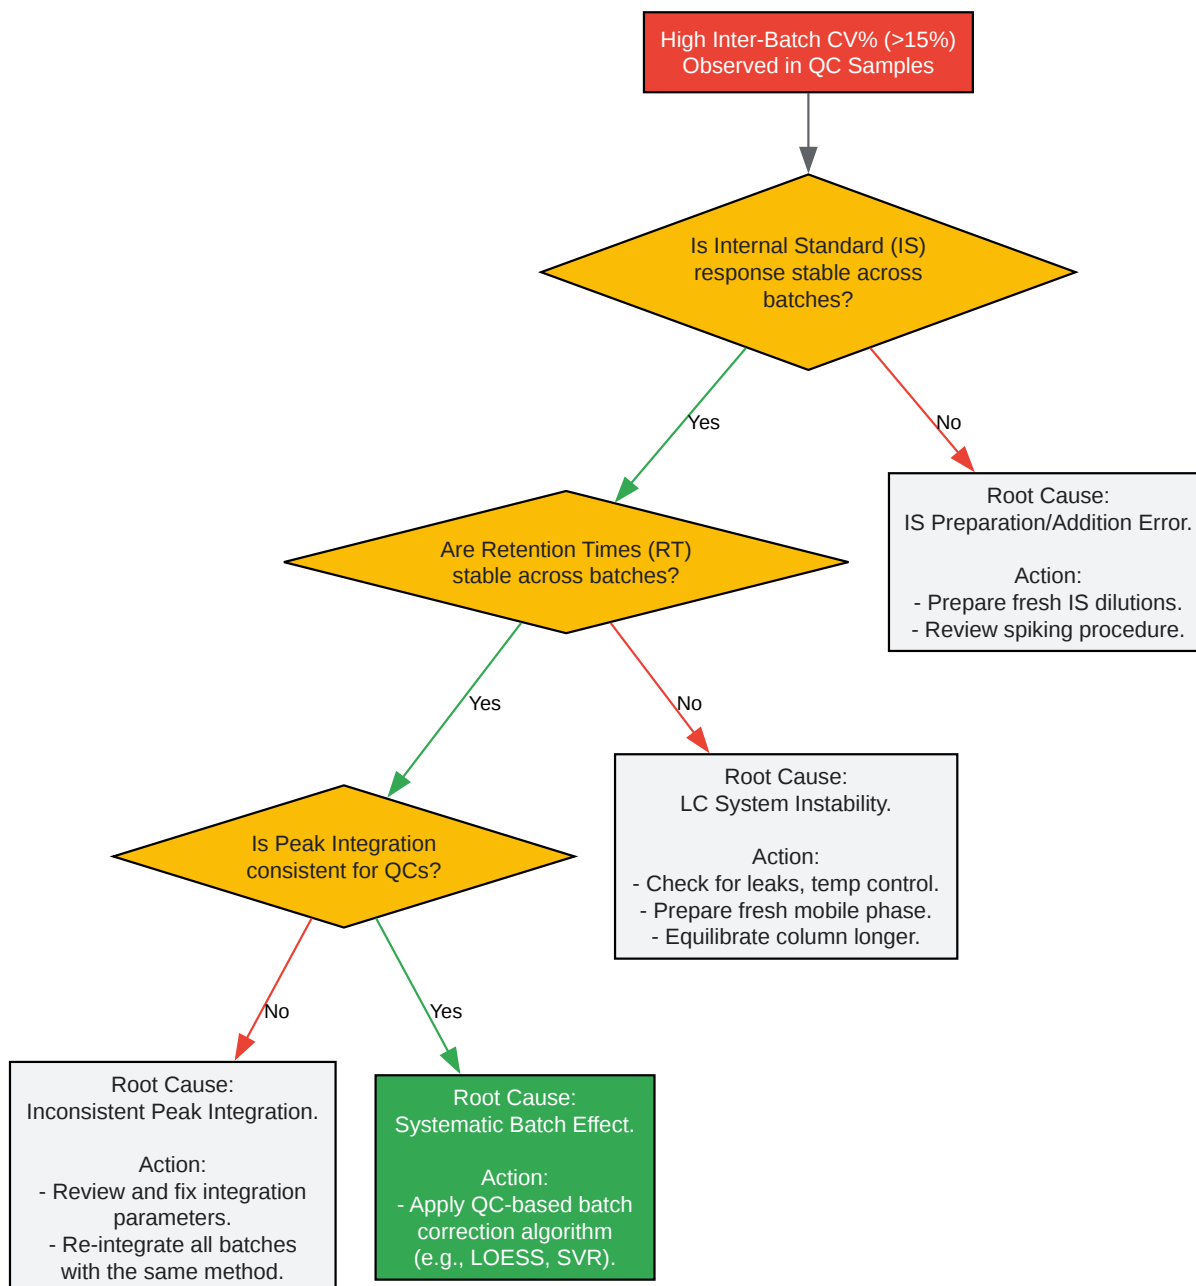 High Inter-Batch CV% (>15%)
Observed in QC Samples
Is Internal Standard (IS)
response stable across
batches?
Yes
No
Root Cause:
IS Preparation/Addition Error.
Action:
- Prepare fresh IS dilutions.
- Review spiking procedure.
Are Retention Times (RT)
stable across batches?
Yes
No
Root Cause:
LC System Instability.
Action:
- Check for leaks, temp control.
- Prepare fresh mobile phase.
- Equilibrate column longer.
Is Peak Integration
consistent for QCs?
No
Yes
Root Cause:
Inconsistent Peak Integration.
Action:
- Review and fix integration
parameters.
- Re-integrate all batches
with the same method.
Root Cause:
Systematic Batch Effect.
Action:
- Apply QC-based batch
correction algorithm
(e.g., LOESS, SVR).